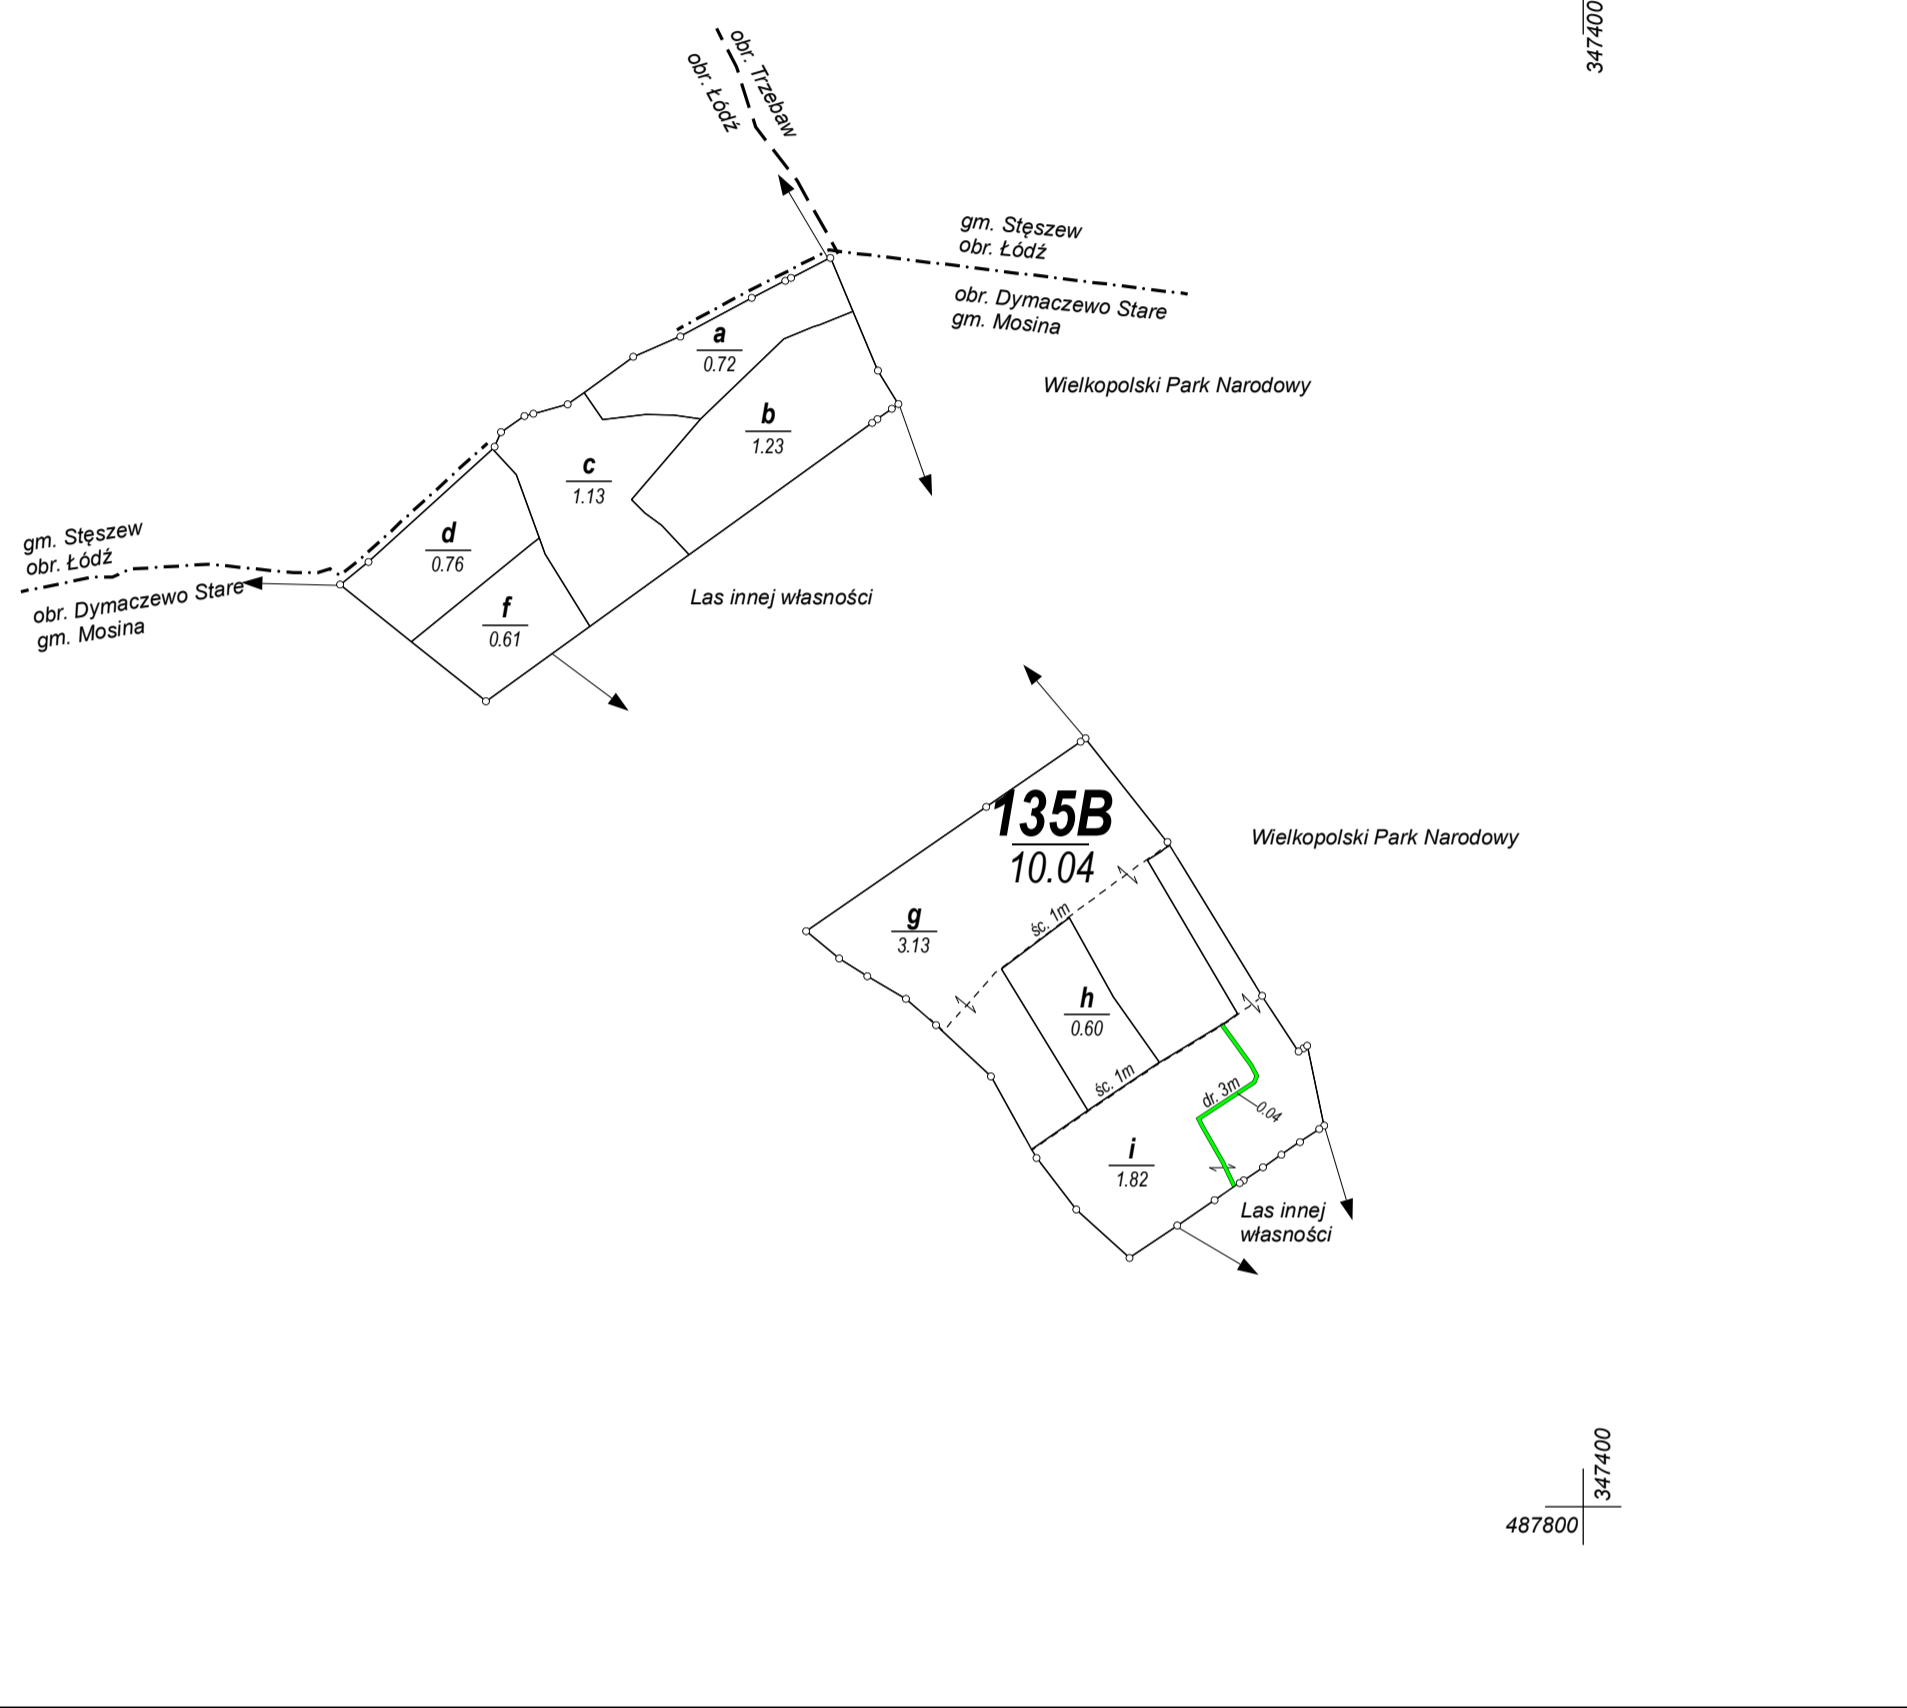 347400
obr. Trzebaw
obr. Łódź
gm. Stęszew
obr. Łódź
obr. Dymaczewo Stare
gm. Mosina
a
0.72
Wielkopolski Park Narodowy
b
1.23
c
1.13
d
0.76
gm. Stęszew
obr. Łódź
obr. Dymaczewo Stare
gm. Mosina
f
0.61
Las innej własności
135B
10.04
Wielkopolski Park Narodowy
g
3.13
śc. 1m
h
0.60
śc. 1m
dr. 3m
0.04
i
1.82
Las innej
własności
347400
487800